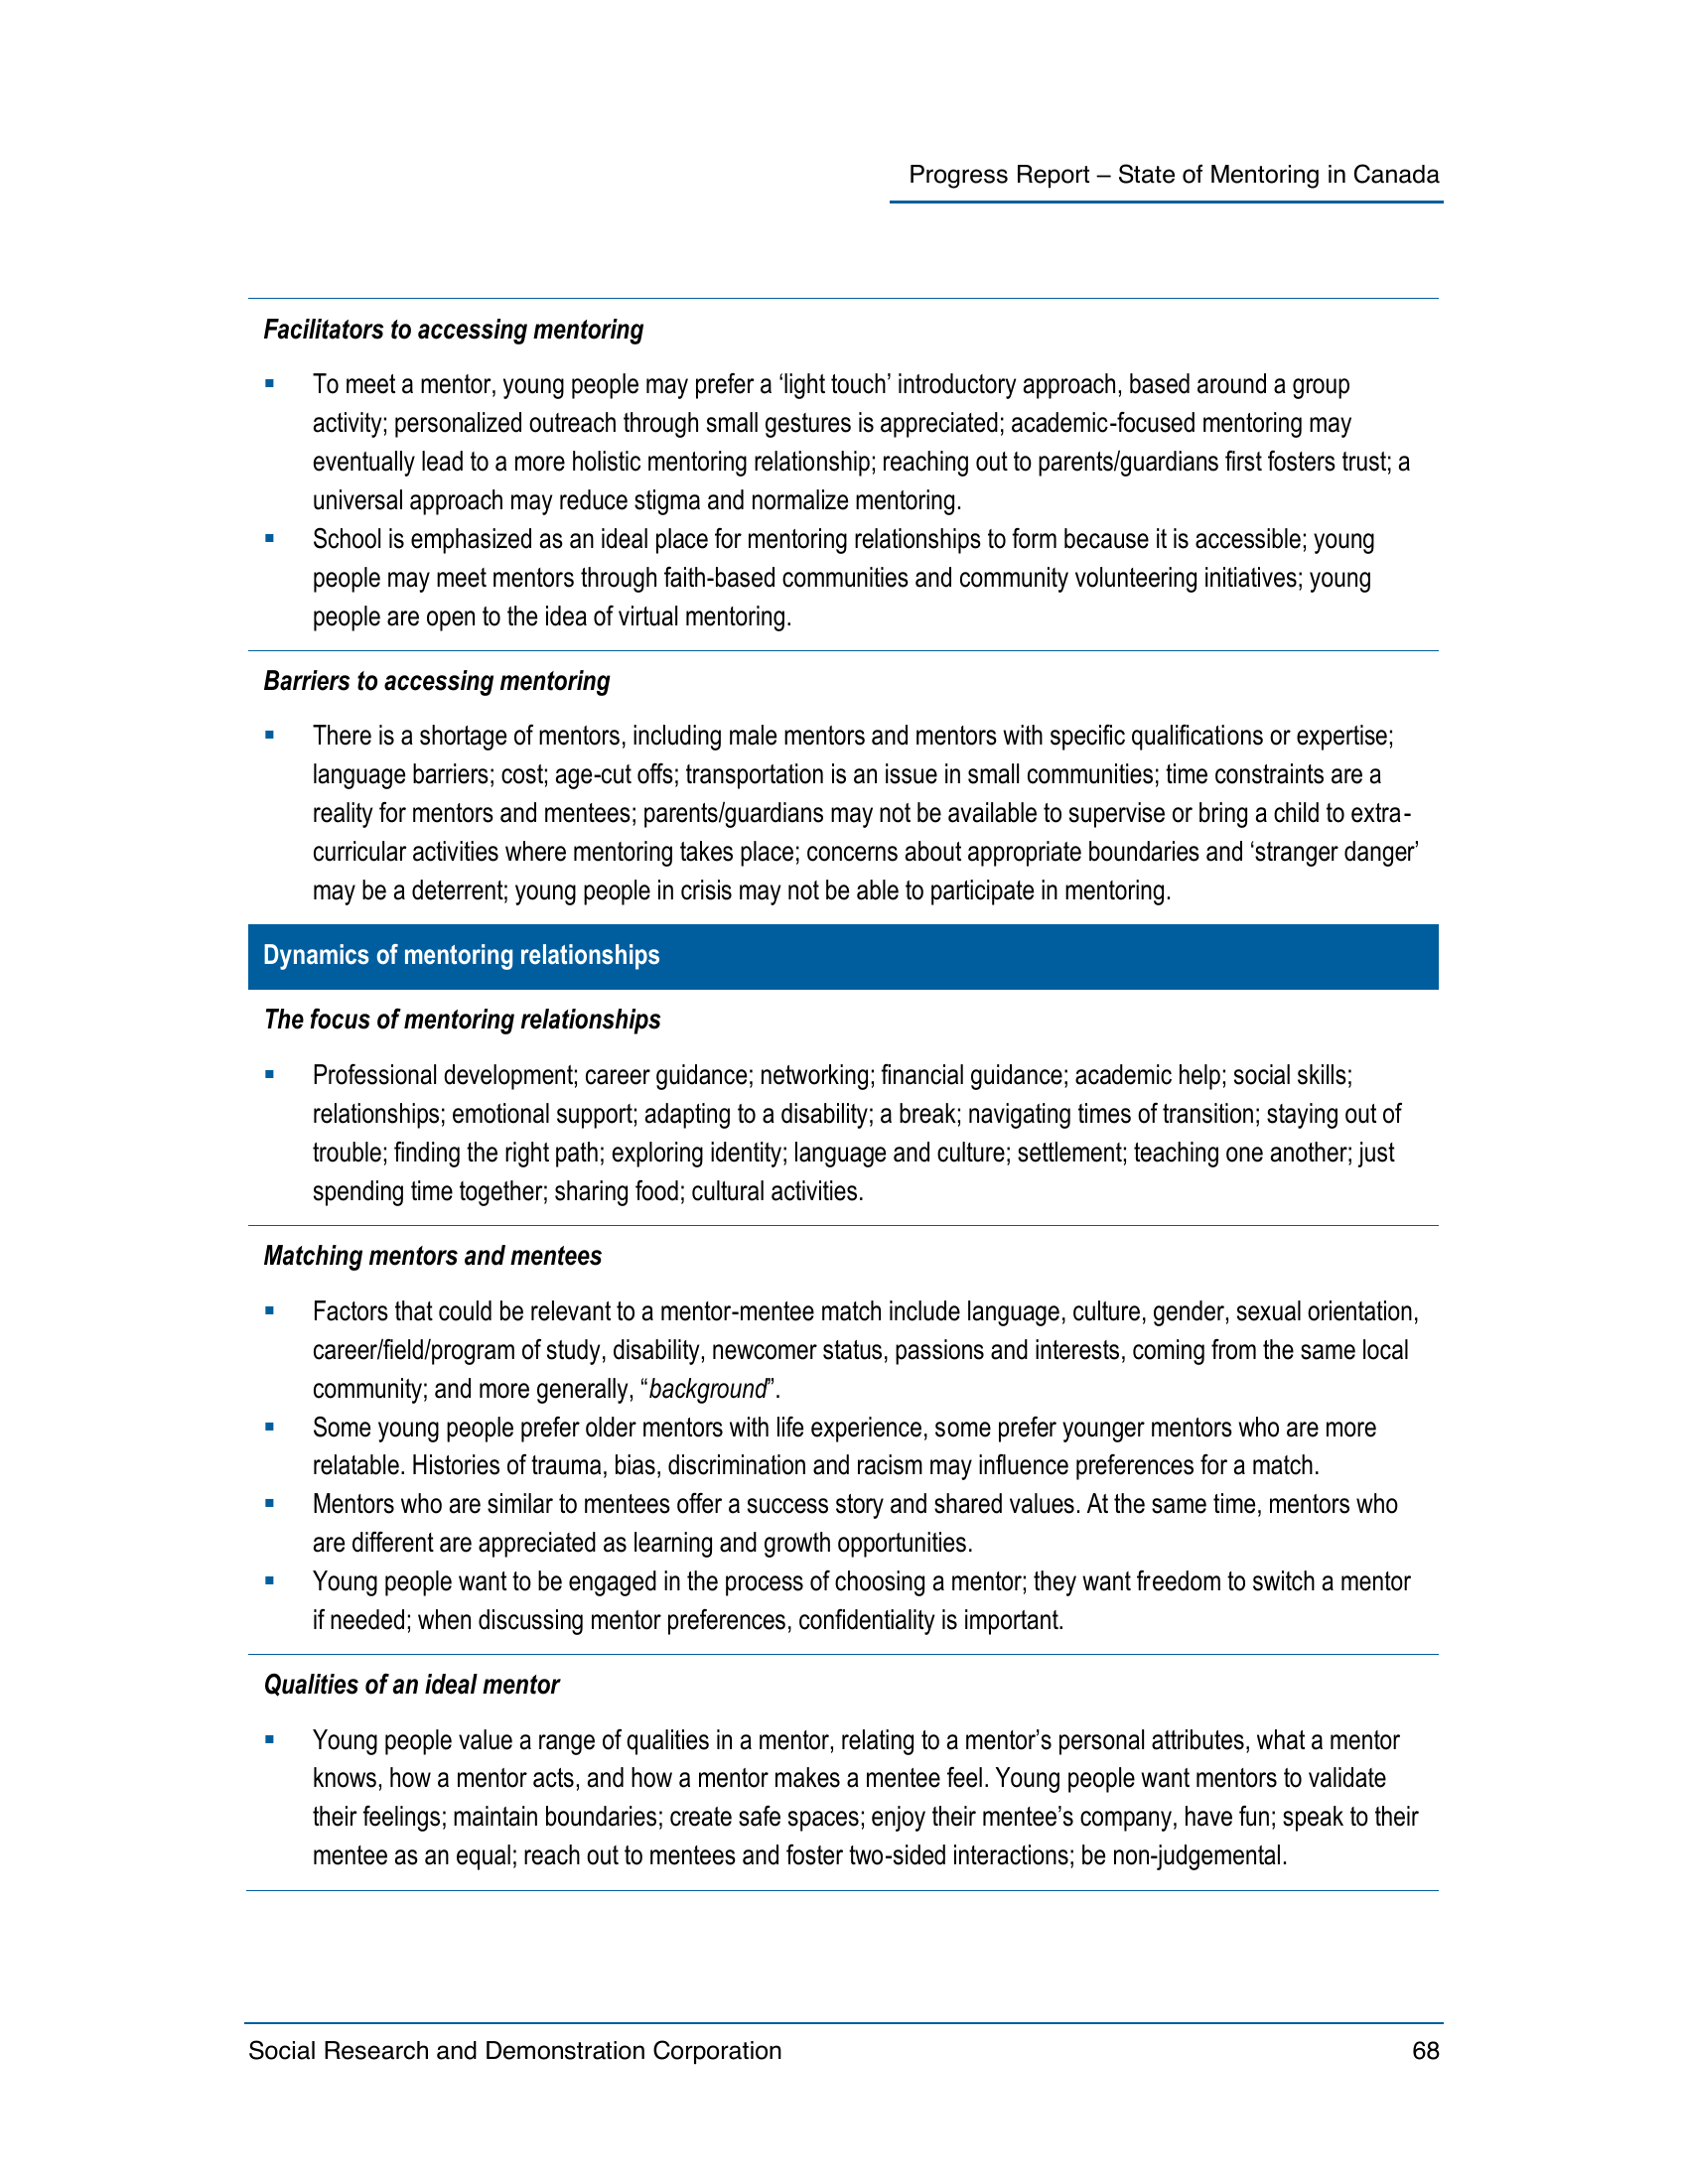 Progress Report – State of Mentoring in Canada
Facilitators to accessing mentoring
▪ To meet a mentor, young people may prefer a ‘light touch’ introductory approach, based around a group
activity; personalized outreach through small gestures is appreciated; academic-focused mentoring may
eventually lead to a more holistic mentoring relationship; reaching out to parents/guardians first fosters trust; a
universal approach may reduce stigma and normalize mentoring.
▪ School is emphasized as an ideal place for mentoring relationships to form because it is accessible; young
people may meet mentors through faith-based communities and community volunteering initiatives; young
people are open to the idea of virtual mentoring.
Barriers to accessing mentoring
▪ There is a shortage of mentors, including male mentors and mentors with specific qualifications or expertise;
language barriers; cost; age-cut offs; transportation is an issue in small communities; time constraints are a
reality for mentors and mentees; parents/guardians may not be available to supervise or bring a child to extra-
curricular activities where mentoring takes place; concerns about appropriate boundaries and ‘stranger danger’
may be a deterrent; young people in crisis may not be able to participate in mentoring.
Dynamics of mentoring relationships
The focus of mentoring relationships
▪ Professional development; career guidance; networking; financial guidance; academic help; social skills;
relationships; emotional support; adapting to a disability; a break; navigating times of transition; staying out of
trouble; finding the right path; exploring identity; language and culture; settlement; teaching one another; just
spending time together; sharing food; cultural activities.
Matching mentors and mentees
▪ Factors that could be relevant to a mentor-mentee match include language, culture, gender, sexual orientation,
career/field/program of study, disability, newcomer status, passions and interests, coming from the same local
community; and more generally, “background”.
▪ Some young people prefer older mentors with life experience, some prefer younger mentors who are more
relatable. Histories of trauma, bias, discrimination and racism may influence preferences for a match.
▪ Mentors who are similar to mentees offer a success story and shared values. At the same time, mentors who
are different are appreciated as learning and growth opportunities.
▪ Young people want to be engaged in the process of choosing a mentor; they want freedom to switch a mentor
if needed; when discussing mentor preferences, confidentiality is important.
Qualities of an ideal mentor
▪ Young people value a range of qualities in a mentor, relating to a mentor’s personal attributes, what a mentor
knows, how a mentor acts, and how a mentor makes a mentee feel. Young people want mentors to validate
their feelings; maintain boundaries; create safe spaces; enjoy their mentee’s company, have fun; speak to their
mentee as an equal; reach out to mentees and foster two-sided interactions; be non-judgemental.
Social Research and Demonstration Corporation 68